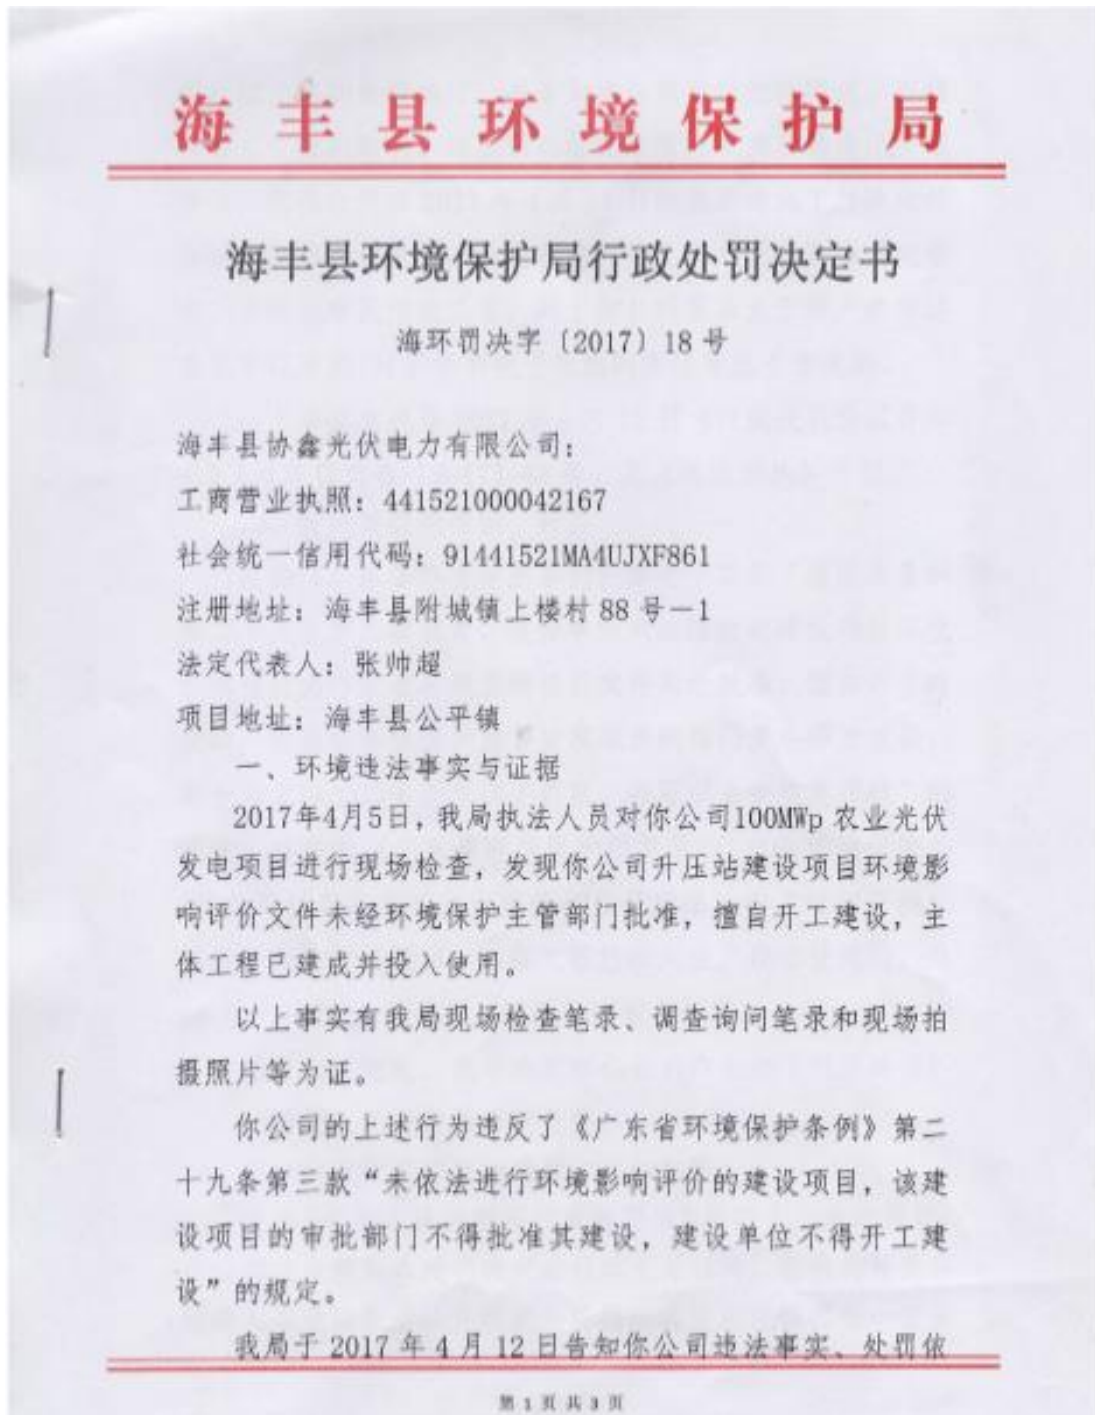 海丰县环境保护局
海丰县环境保护局行政处罚决定书
海环罚决字〔2017〕18号
海丰县协鑫光伏电力有限公司：
工商营业执照：441521000042167
社会统一信用代码：91441521MA4UJXF861
注册地址：海丰县附城镇上楼村88号－1
法定代表人：张帅超
项目地址：海丰县公平镇
一、环境违法事实与证据
2017年4月5日，我局执法人员对你公司100MWp农业光伏
发电项目进行现场检查，发现你公司升压站建设项目环境影
响评价文件未经环境保护主管部门批准，擅自开工建设，主
体工程已建成并投入使用。
以上事实有我局现场检查笔录、调查询问笔录和现场拍
摄照片等为证。
你公司的上述行为违反了《广东省环境保护条例》第二
十九条第三款“未依法进行环境影响评价的建设项目，该建
设项目的审批部门不得批准其建设，建设单位不得开工建
设”的规定。
我局于2017年4月12日告知你公司违法事实、处罚依
第1页共3页